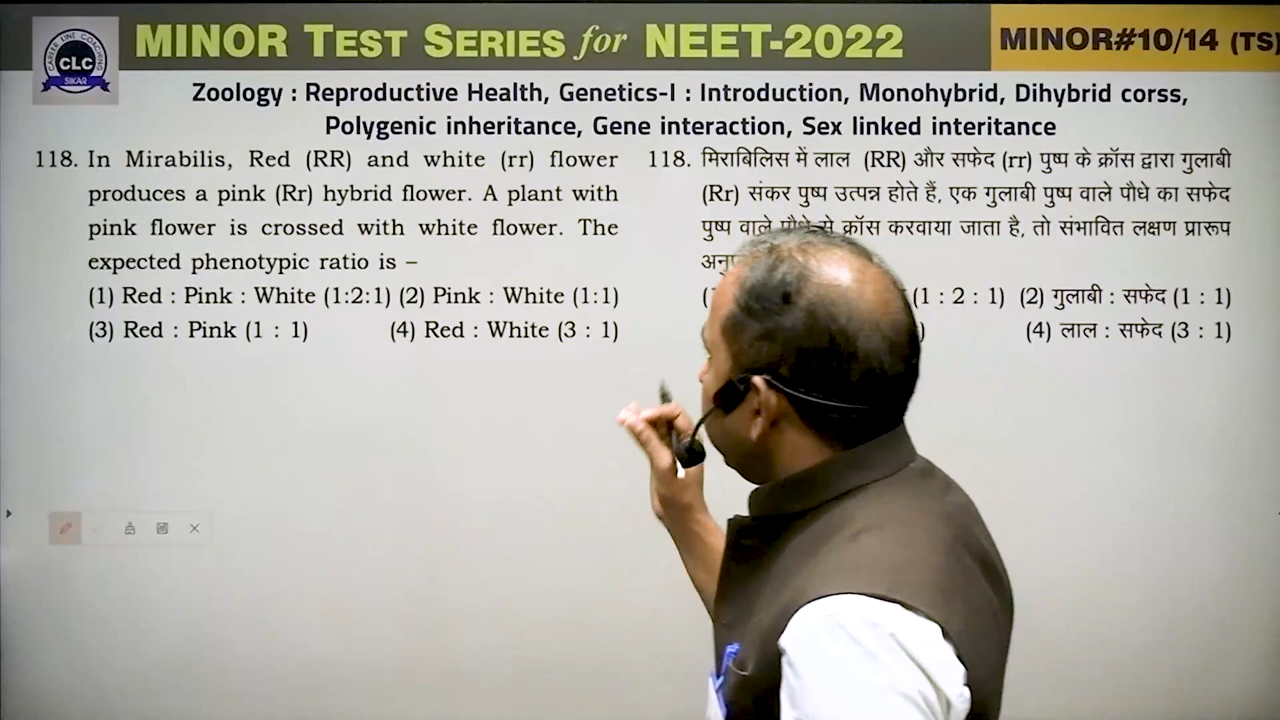 MINOR TEST SERIES for NEET-2022
MINOR#10/14 (TS)
CAREER LINE COACHING
CLC
SIKAR
Zoology : Reproductive Health, Genetics-I : Introduction, Monohybrid, Dihybrid corss,
Polygenic inheritance, Gene interaction, Sex linked interitance
118. In Mirabilis, Red (RR) and white (rr) flower
produces a pink (Rr) hybrid flower. A plant with
pink flower is crossed with white flower. The
expected phenotypic ratio is –
(1) Red : Pink : White (1:2:1) (2) Pink : White (1:1)
(3) Red : Pink (1 : 1) (4) Red : White (3 : 1)
118. मिराबिलिस में लाल (RR) और सफेद (rr) पुष्प के क्रॉस द्वारा गुलाबी
(Rr) संकर पुष्प उत्पन्न होते हैं, एक गुलाबी पुष्प वाले पौधे का सफेद
पुष्प वाले पौधे से क्रॉस करवाया जाता है, तो संभावित लक्षण प्रारूप
(1 : 2 : 1) (2) गुलाबी : सफेद (1 : 1)
(4) लाल : सफेद (3 : 1)